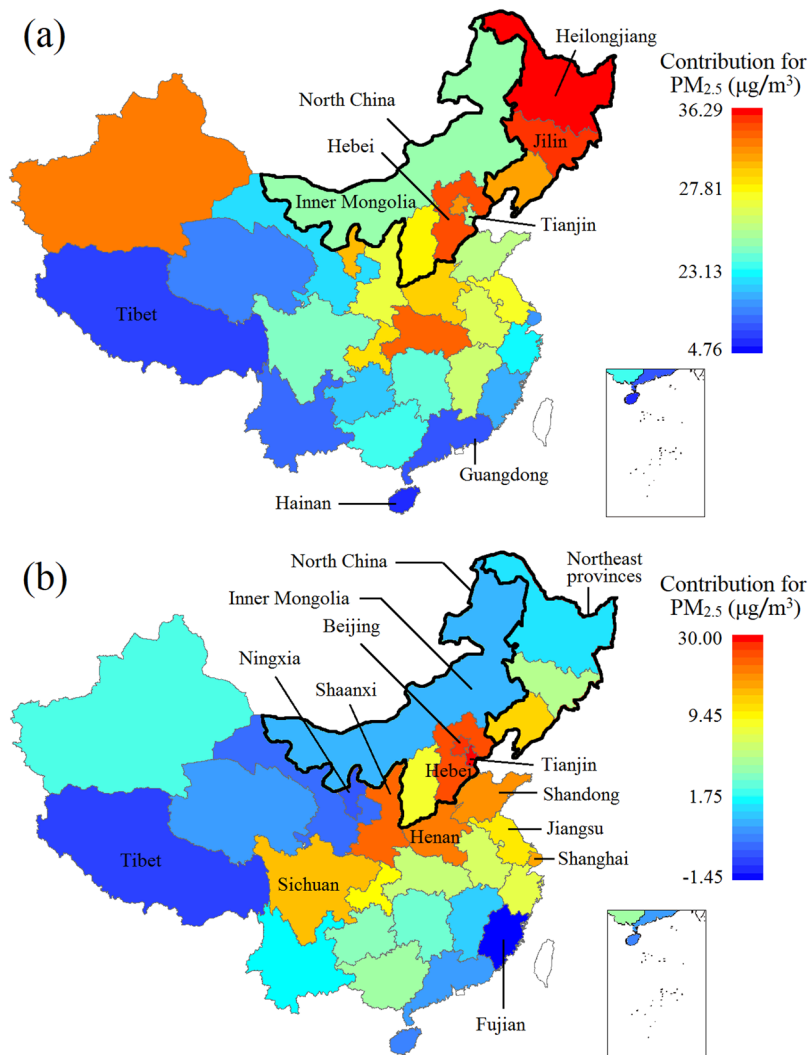 (a)
Heilongjiang
Contribution for
PM2.5 (μg/m³)
36.29
27.81
23.13
4.76
North China
Hebei
Jilin
Inner Mongolia
Tianjin
Tibet
Guangdong
Hainan
(b)
North China
Northeast
provinces
Contribution for
PM2.5 (μg/m³)
30.00
9.45
1.75
-1.45
Inner Mongolia
Beijing
Ningxia
Shaanxi
Tianjin
Hebei
Shandong
Henan
Jiangsu
Shanghai
Tibet
Sichuan
Fujian